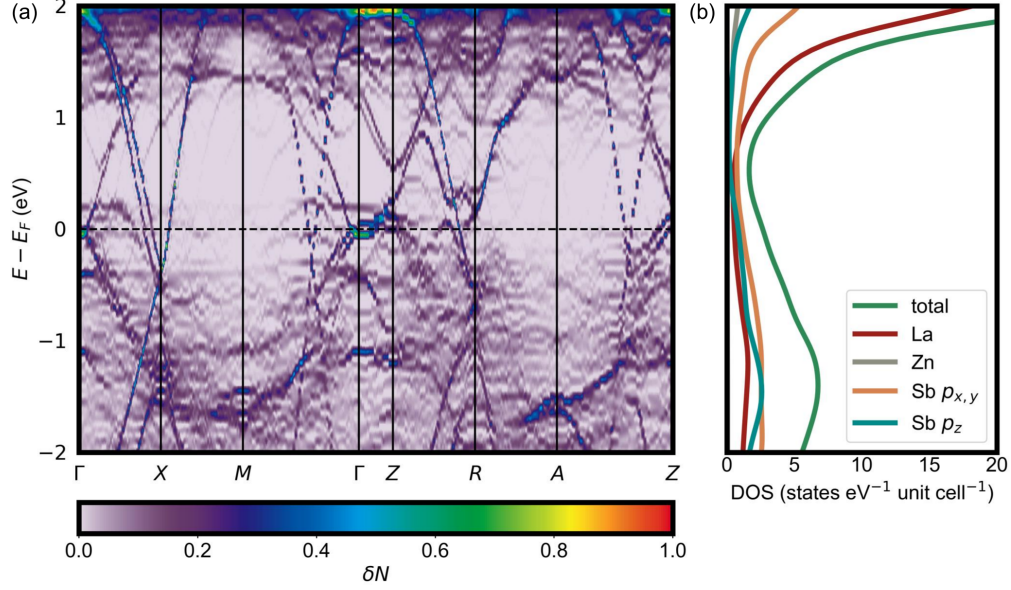 (a)
(b)
2
1
0
−1
−2
E − E_F (eV)
Γ X M Γ Z R A Z
0.0 0.2 0.4 0.6 0.8 1.0
δN
total
La
Zn
Sb p_{x,y}
Sb p_z
0 5 10 15 20
DOS (states eV⁻¹ unit cell⁻¹)